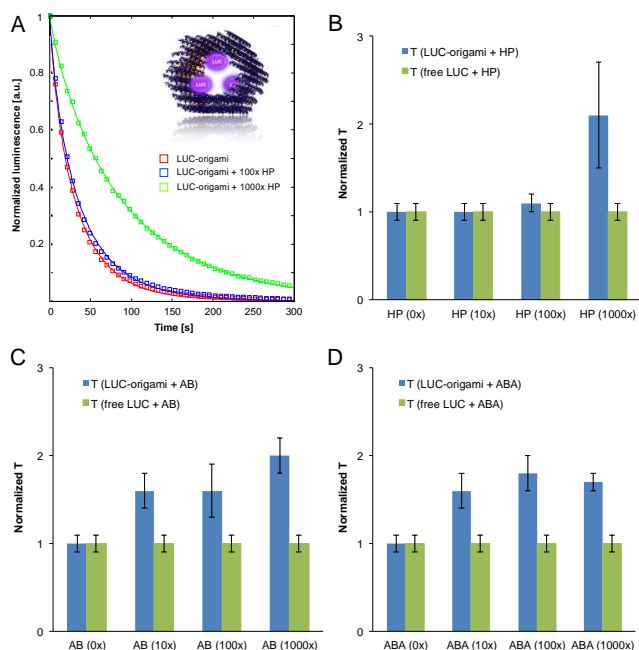 A
Normalized luminescence [a.u.]
1
0.8
0.6
0.4
0.2
0
50
100
150
200
250
300
Time [s]
LUC
LUC
LUC-origami
LUC-origami + 100x HP
LUC-origami + 1000x HP
B
T (LUC-origami + HP)
T (free LUC + HP)
Normalized T
3
2
1
0
HP (0x)
HP (10x)
HP (100x)
HP (1000x)
C
T (LUC-origami + AB)
T (free LUC + AB)
Normalized T
3
2
1
0
AB (0x)
AB (10x)
AB (100x)
AB (1000x)
D
T (LUC-origami + ABA)
T (free LUC + ABA)
Normalized T
3
2
1
0
ABA (0x)
ABA (10x)
ABA (100x)
ABA (1000x)